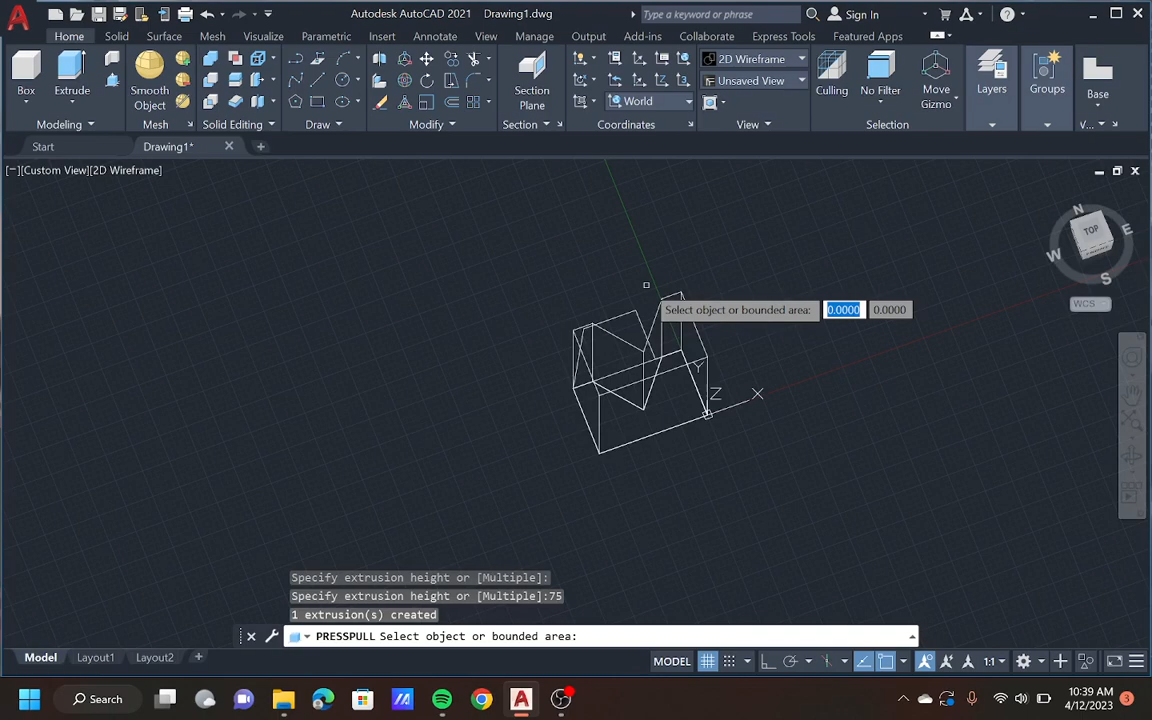 Autodesk AutoCAD 2021 Drawing1.dwg
Type a keyword or phrase
Sign In
Home Solid Surface Mesh Visualize Parametric Insert Annotate View Manage Output Add-ins Collaborate Express Tools Featured Apps
Box
Extrude
Smooth
Object
Section
Plane
World
2D Wireframe
Unsaved View
Culling
No Filter
Move
Gizmo
Layers
Groups
Base
Modeling Mesh Solid Editing Draw Modify Section Coordinates View Selection V...
Start
Drawing1*
[−][Custom View][2D Wireframe]
N
E
TOP
W
S
WCS
Select object or bounded area: 0.0000 0.0000
Y
Z
X
Specify extrusion height or [Multiple]:
Specify extrusion height or [Multiple]:75
1 extrusion(s) created
PRESSPULL Select object or bounded area:
Model Layout1 Layout2
MODEL
1:1
Search
10:39 AM
4/12/2023
3